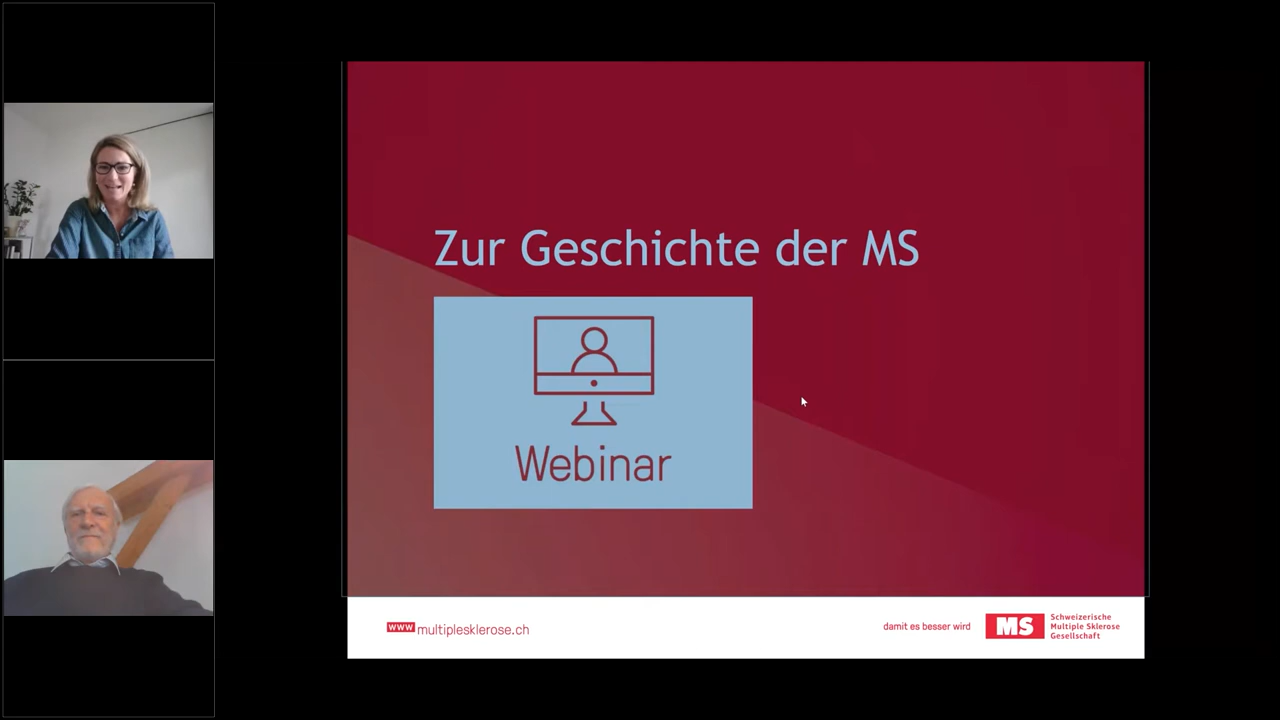 Zur Geschichte der MS
Webinar
www multiplesklerose.ch
damit es besser wird
MS
Schweizerische
Multiple Sklerose
Gesellschaft